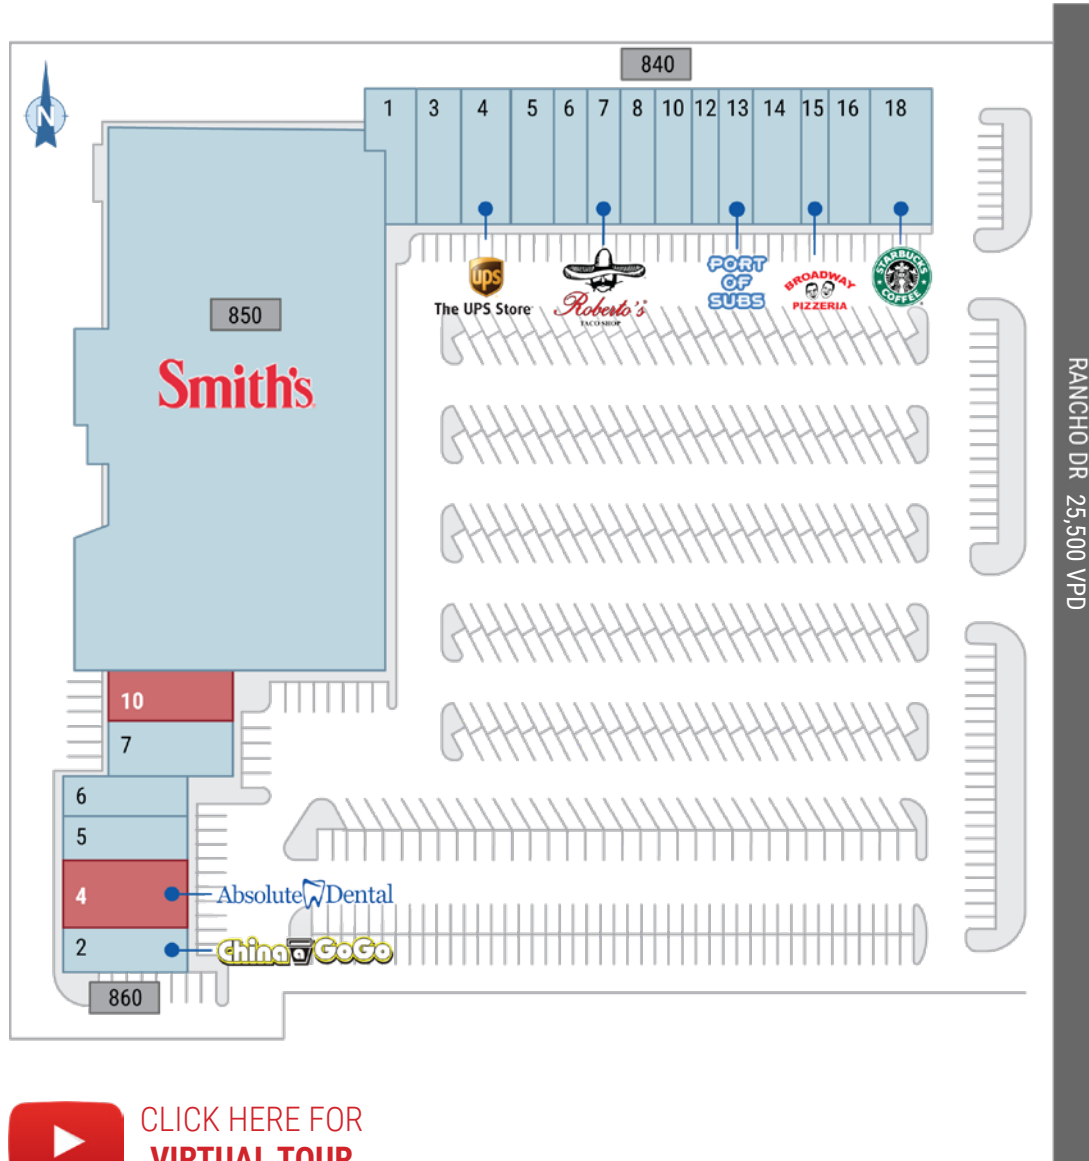 840
N
1 3 4 5 6 7 8 10 12 13 14 15 16 18
ups
The UPS Store
Roberto's
TACO SHOP
PORT
OF
SUBS
BROADWAY
PIZZERIA
STARBUCKS
COFFEE
850
Smith's
RANCHO DR 25,500 VPD
10
7
6
5
4
Absolute Dental
2
China a GoGo
860
CLICK HERE FOR
VIRTUAL TOUR